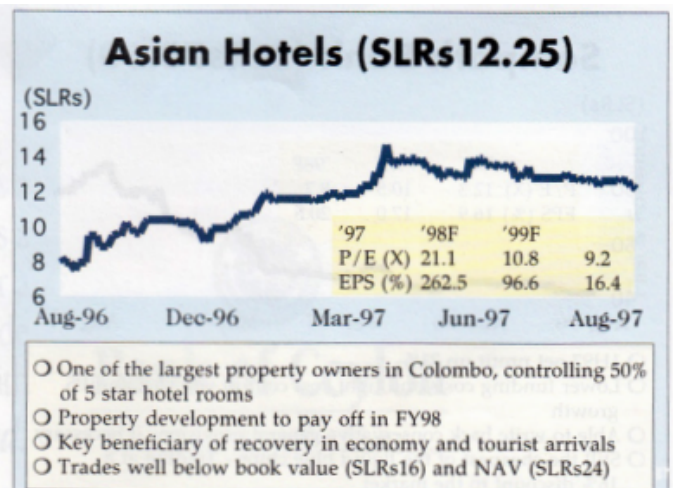 Asian Hotels (SLRs12.25)
(SLRs)
16
14
12
10
8
6
'97 '98F '99F
P/E (X) 21.1 10.8 9.2
EPS (%) 262.5 96.6 16.4
Aug-96 Dec-96 Mar-97 Jun-97 Aug-97
One of the largest property owners in Colombo, controlling 50%
of 5 star hotel rooms
Property development to pay off in FY98
Key beneficiary of recovery in economy and tourist arrivals
Trades well below book value (SLRs16) and NAV (SLRs24)